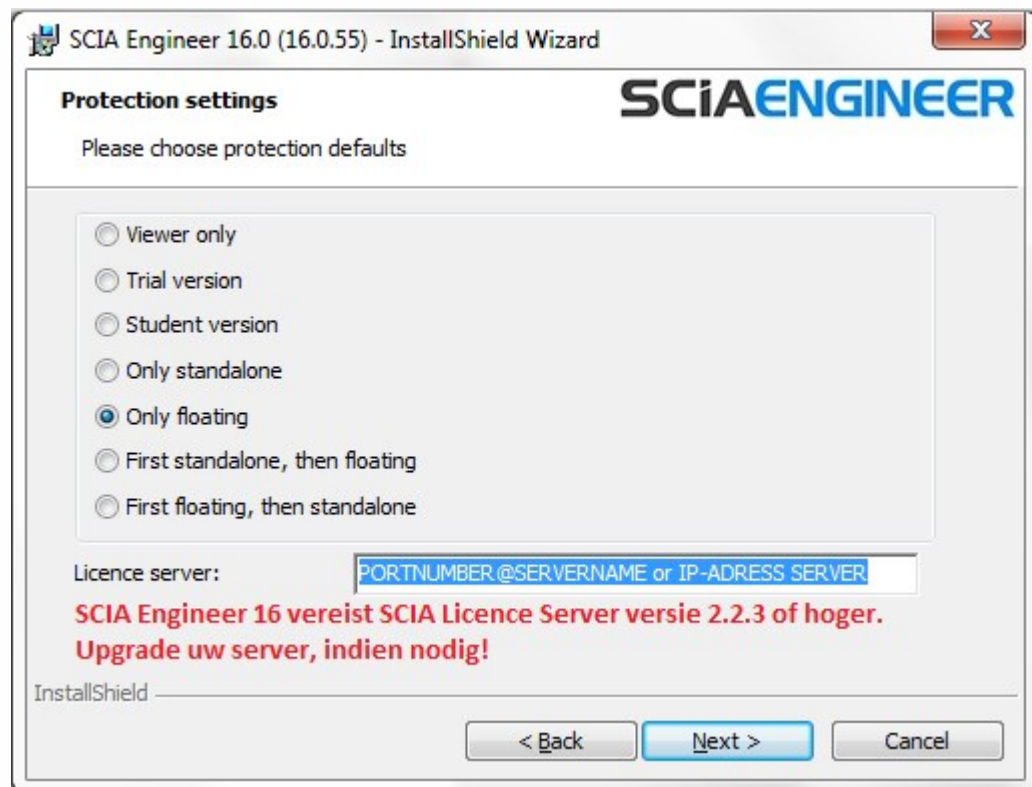 SCIA Engineer 16.0 (16.0.55) - InstallShield Wizard
Protection settings
SCiAENGINEER
Please choose protection defaults
Viewer only
Trial version
Student version
Only standalone
Only floating
First standalone, then floating
First floating, then standalone
Licence server: PORTNUMBER@SERVERNAME or IP-ADRESS SERVER
SCIA Engineer 16 vereist SCIA Licence Server versie 2.2.3 of hoger.
Upgrade uw server, indien nodig!
InstallShield
< Back Next > Cancel